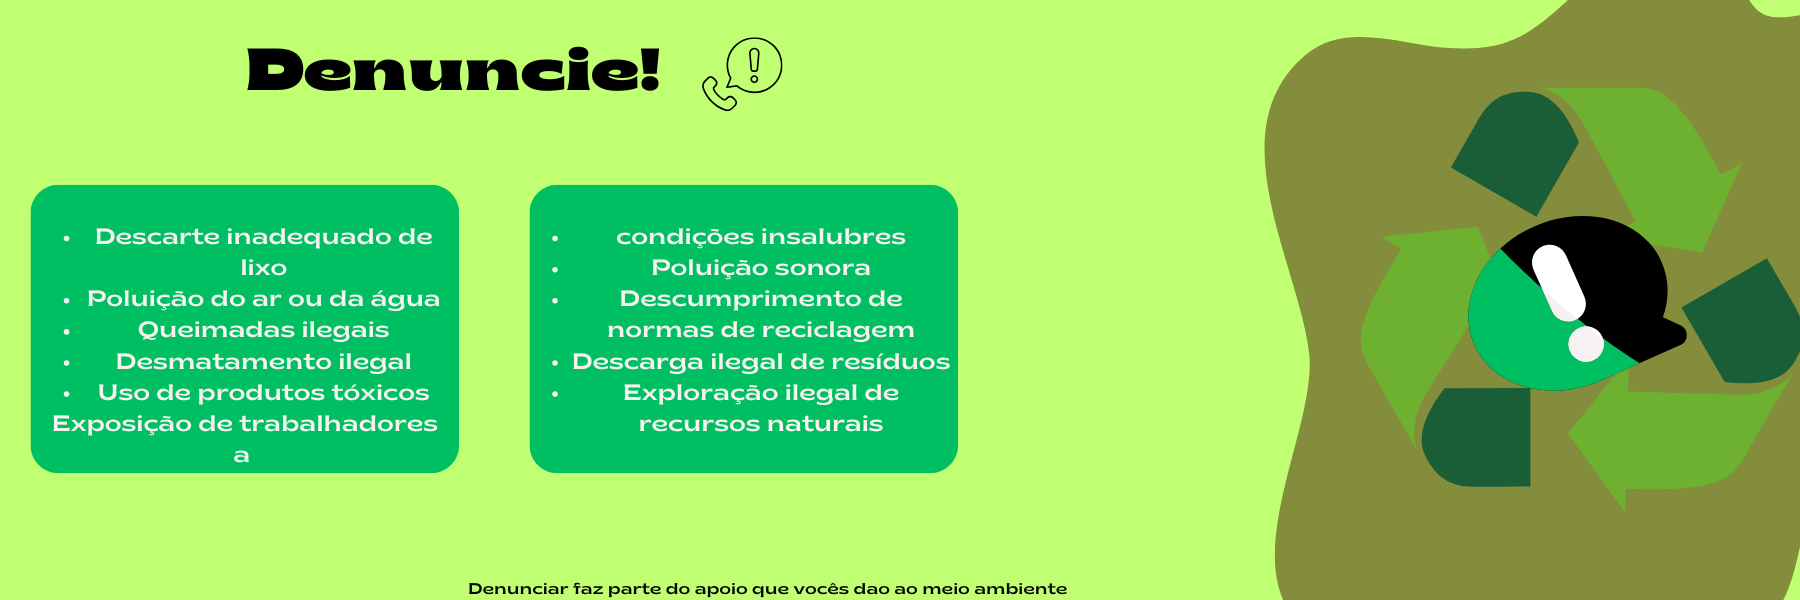 Denuncie!
• Descarte inadequado de
lixo
• Poluição do ar ou da água
• Queimadas ilegais
• Desmatamento ilegal
• Uso de produtos tóxicos
Exposição de trabalhadores
a
• condições insalubres
• Poluição sonora
• Descumprimento de
normas de reciclagem
• Descarga ilegal de resíduos
• Exploração ilegal de
recursos naturais
Denunciar faz parte do apoio que vocês dao ao meio ambiente